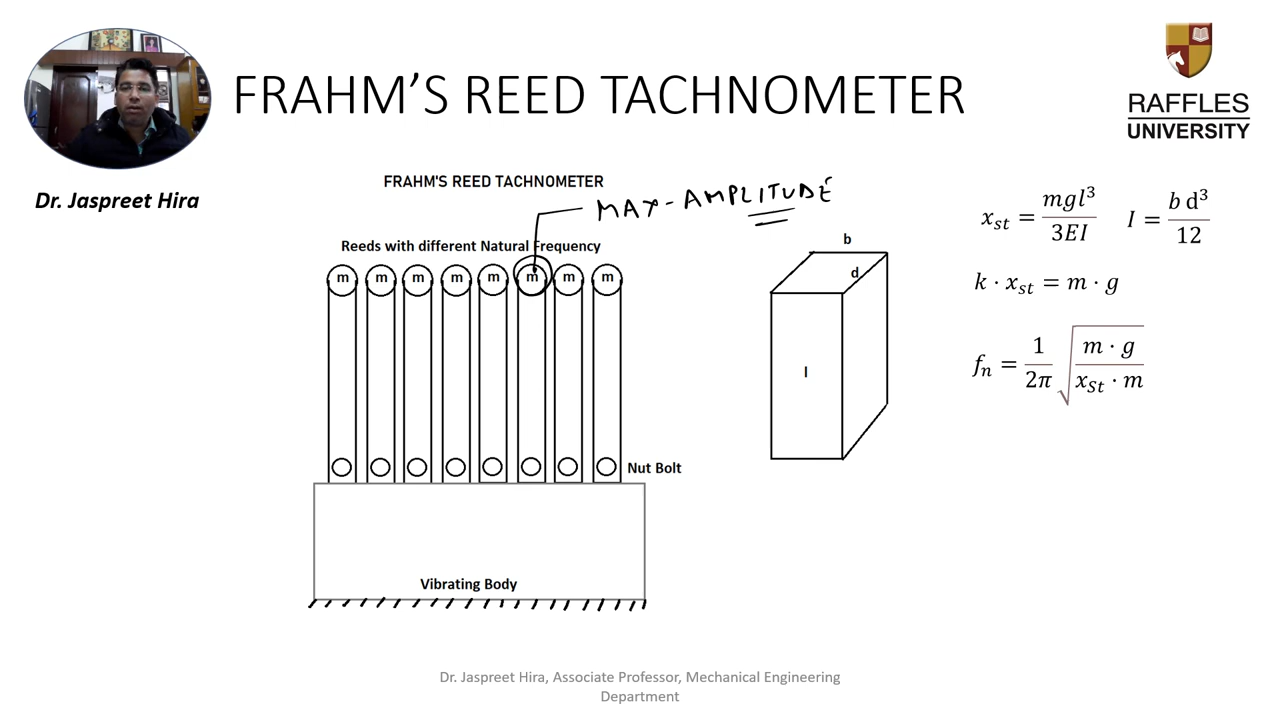 FRAHM’S REED TACHNOMETER
RAFFLES
UNIVERSITY
Dr. Jaspreet Hira
FRAHM'S REED TACHNOMETER
MAX-AMPLITUDE
Reeds with different Natural Frequency
m m m m m m m m
Nut Bolt
Vibrating Body
b
d
l
x_st = mgl³/3EI I = b d³/12
k · x_st = m · g
f_n = 1/2π √(m · g/x_St · m)
Dr. Jaspreet Hira, Associate Professor, Mechanical Engineering
Department